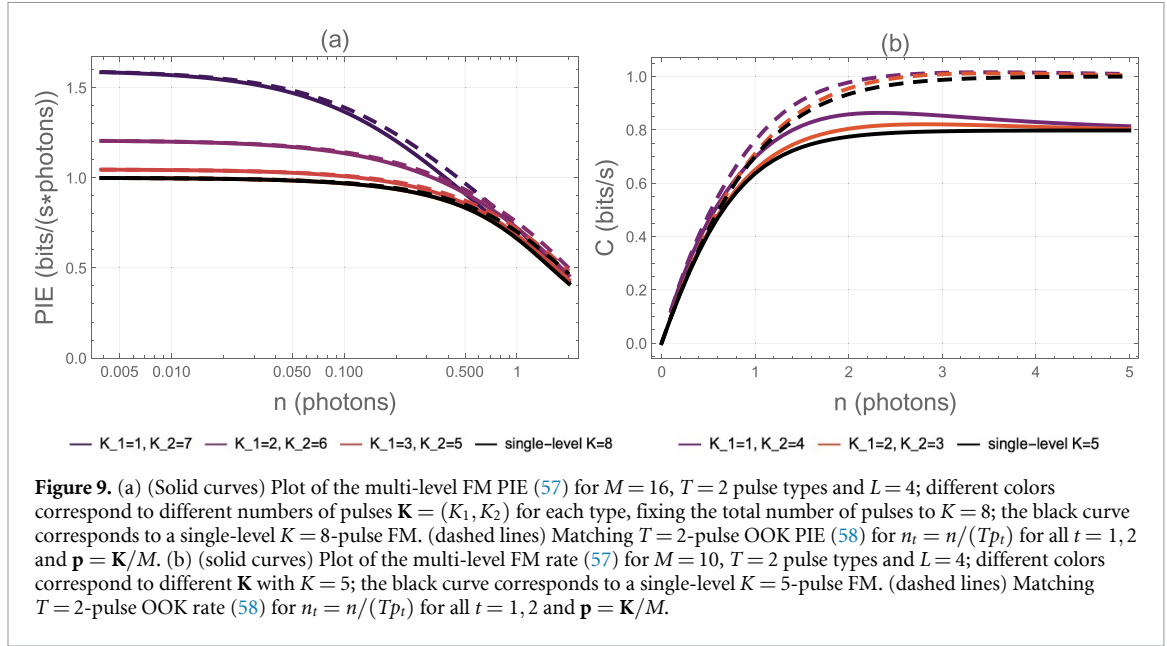 (a)
(b)
PIE (bits/(s*photons))
1.5
1.0
0.5
0.0
0.005
0.010
0.050
0.100
0.500
1
n (photons)
C (bits/s)
1.0
0.8
0.6
0.4
0.2
0.0
0
1
2
3
4
5
n (photons)
K_1=1, K_2=7
K_1=2, K_2=6
K_1=3, K_2=5
single-level K=8
K_1=1, K_2=4
K_1=2, K_2=3
single-level K=5
Figure 9. (a) (Solid curves) Plot of the multi-level FM PIE (57) for M = 16, T = 2 pulse types and L = 4; different colors
correspond to different numbers of pulses K = (K₁, K₂) for each type, fixing the total number of pulses to K = 8; the black curve
corresponds to a single-level K = 8-pulse FM. (dashed lines) Matching T = 2-pulse OOK PIE (58) for nₜ = n/(Tpₜ) for all t = 1, 2
and p = K/M. (b) (solid curves) Plot of the multi-level FM rate (57) for M = 10, T = 2 pulse types and L = 4; different colors
correspond to different K with K = 5; the black curve corresponds to a single-level K = 5-pulse FM. (dashed lines) Matching
T = 2-pulse OOK rate (58) for nₜ = n/(Tpₜ) for all t = 1, 2 and p = K/M.